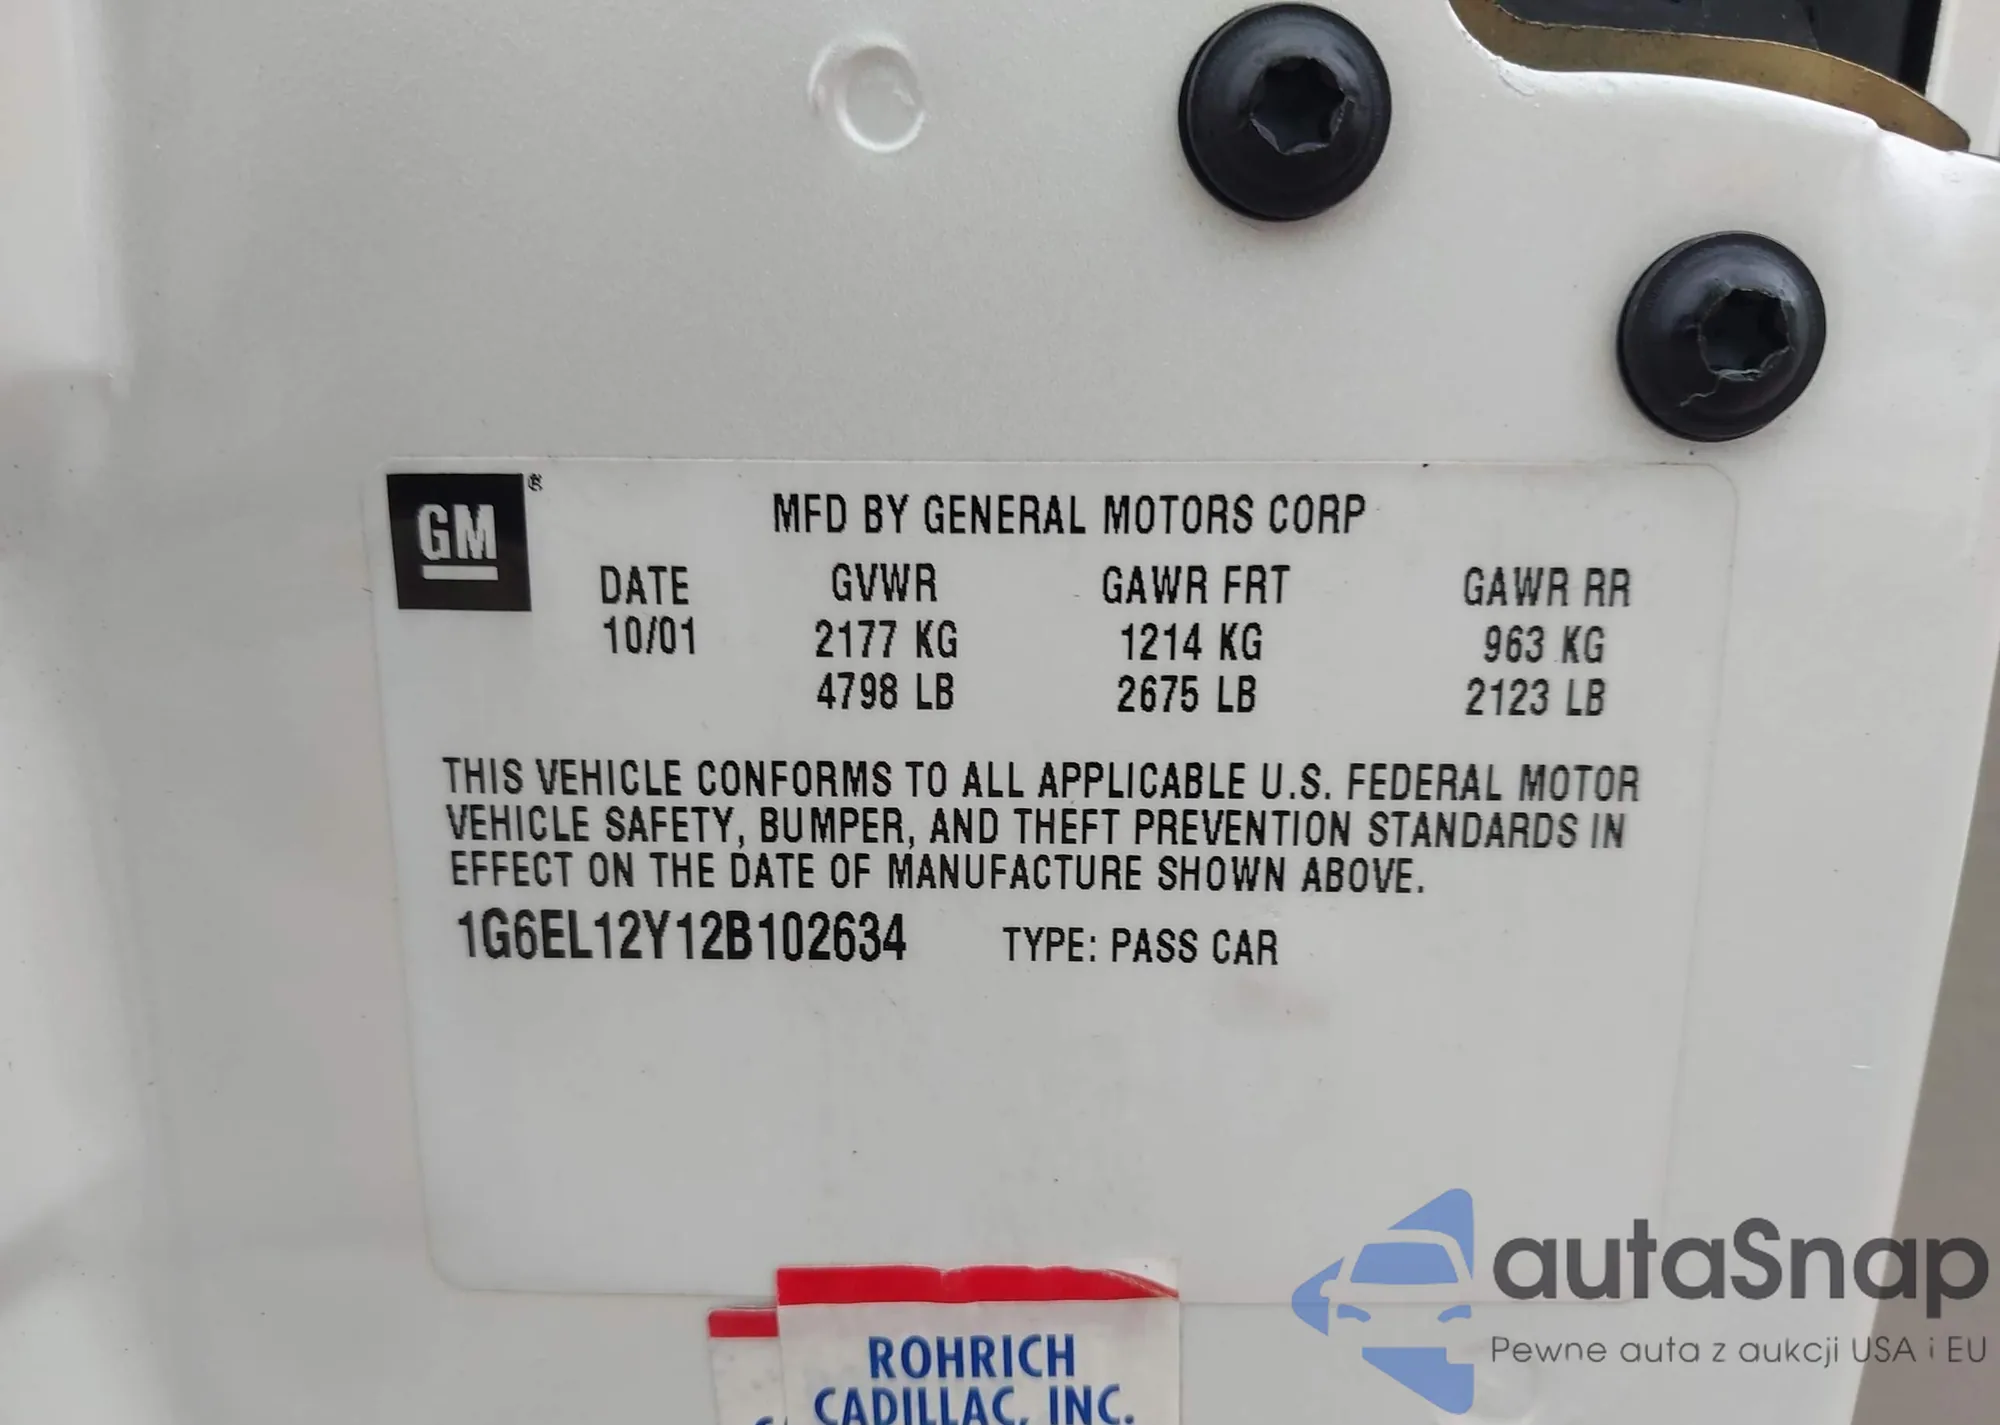 GM®
MFD BY GENERAL MOTORS CORP
DATE GVWR GAWR FRT GAWR RR
10/01 2177 KG 1214 KG 963 KG
4798 LB 2675 LB 2123 LB
THIS VEHICLE CONFORMS TO ALL APPLICABLE U.S. FEDERAL MOTOR
VEHICLE SAFETY, BUMPER, AND THEFT PREVENTION STANDARDS IN
EFFECT ON THE DATE OF MANUFACTURE SHOWN ABOVE.
1G6EL12Y12B102634 TYPE: PASS CAR
ROHRICH
CADILLAC, INC.
autaSnap
Pewne auta z aukcji USA i EU